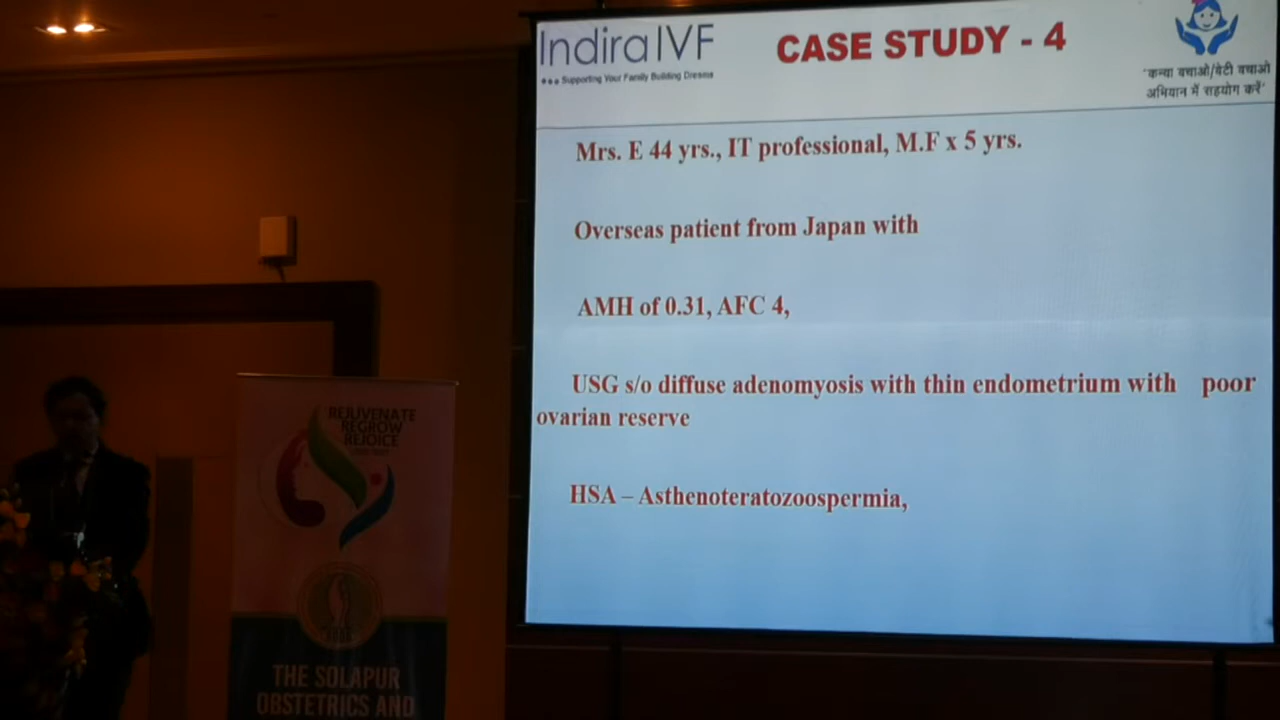 Indira IVF
Supporting Your Family Building Dreams
CASE STUDY - 4
"कन्या बचाओ/बेटी बचाओ
अभियान में सहयोग करें"
Mrs. E 44 yrs., IT professional, M.F x 5 yrs.
Overseas patient from Japan with
AMH of 0.31, AFC 4,
USG s/o diffuse adenomyosis with thin endometrium with poor
ovarian reserve
HSA – Asthenoteratozoospermia,
REJUVENATE
REGROW
REJOICE
THE SOLAPUR
OBSTETRICS AND